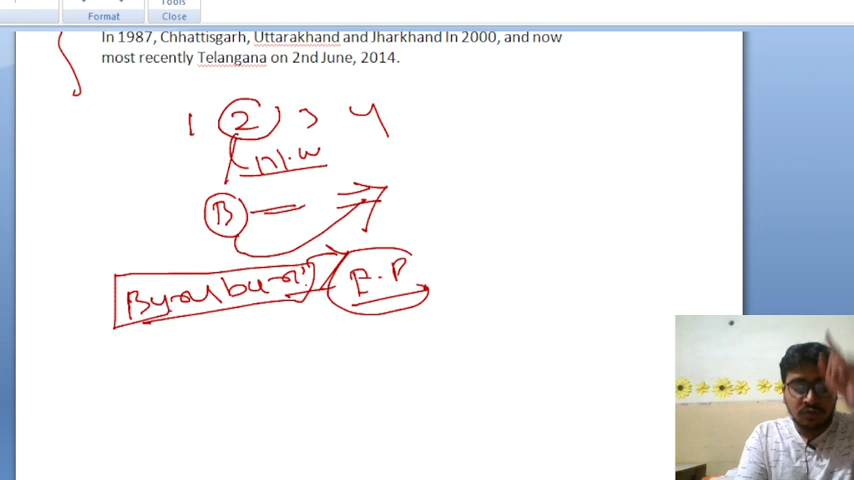 Tools
Format Close
In 1987, Chhattisgarh, Uttarakhand and Jharkhand In 2000, and now
most recently Telangana on 2nd June, 2014.
1 2 3 4
B